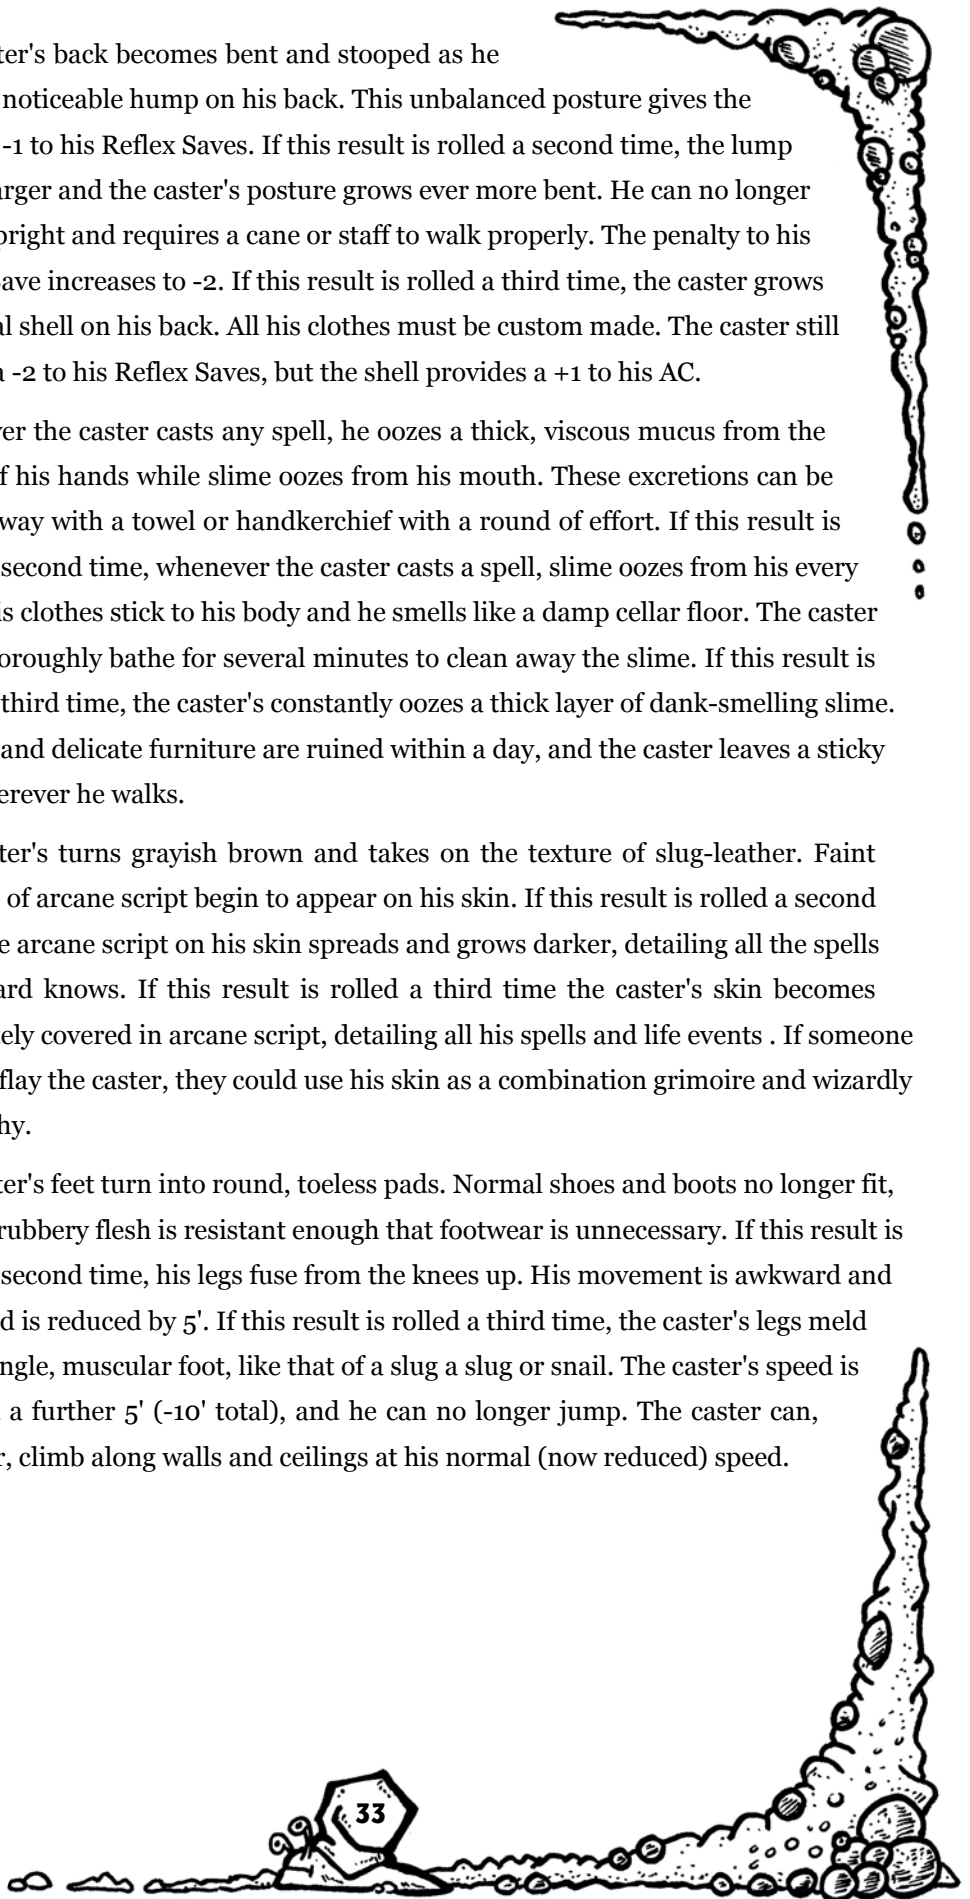 ter's back becomes bent and stooped as he
noticeable hump on his back. This unbalanced posture gives the
-1 to his Reflex Saves. If this result is rolled a second time, the lump
arger and the caster's posture grows ever more bent. He can no longer
pright and requires a cane or staff to walk properly. The penalty to his
ave increases to -2. If this result is rolled a third time, the caster grows
al shell on his back. All his clothes must be custom made. The caster still
a -2 to his Reflex Saves, but the shell provides a +1 to his AC.
ver the caster casts any spell, he oozes a thick, viscous mucus from the
f his hands while slime oozes from his mouth. These excretions can be
way with a towel or handkerchief with a round of effort. If this result is
second time, whenever the caster casts a spell, slime oozes from his every
is clothes stick to his body and he smells like a damp cellar floor. The caster
oroughly bathe for several minutes to clean away the slime. If this result is
third time, the caster's constantly oozes a thick layer of dank-smelling slime.
and delicate furniture are ruined within a day, and the caster leaves a sticky
erever he walks.
ter's turns grayish brown and takes on the texture of slug-leather. Faint
of arcane script begin to appear on his skin. If this result is rolled a second
e arcane script on his skin spreads and grows darker, detailing all the spells
ard knows. If this result is rolled a third time the caster's skin becomes
ely covered in arcane script, detailing all his spells and life events . If someone
flay the caster, they could use his skin as a combination grimoire and wizardly
hy.
ter's feet turn into round, toeless pads. Normal shoes and boots no longer fit,
rubbery flesh is resistant enough that footwear is unnecessary. If this result is
second time, his legs fuse from the knees up. His movement is awkward and
d is reduced by 5'. If this result is rolled a third time, the caster's legs meld
ngle, muscular foot, like that of a slug a slug or snail. The caster's speed is
a further 5' (-10' total), and he can no longer jump. The caster can,
r, climb along walls and ceilings at his normal (now reduced) speed.
33